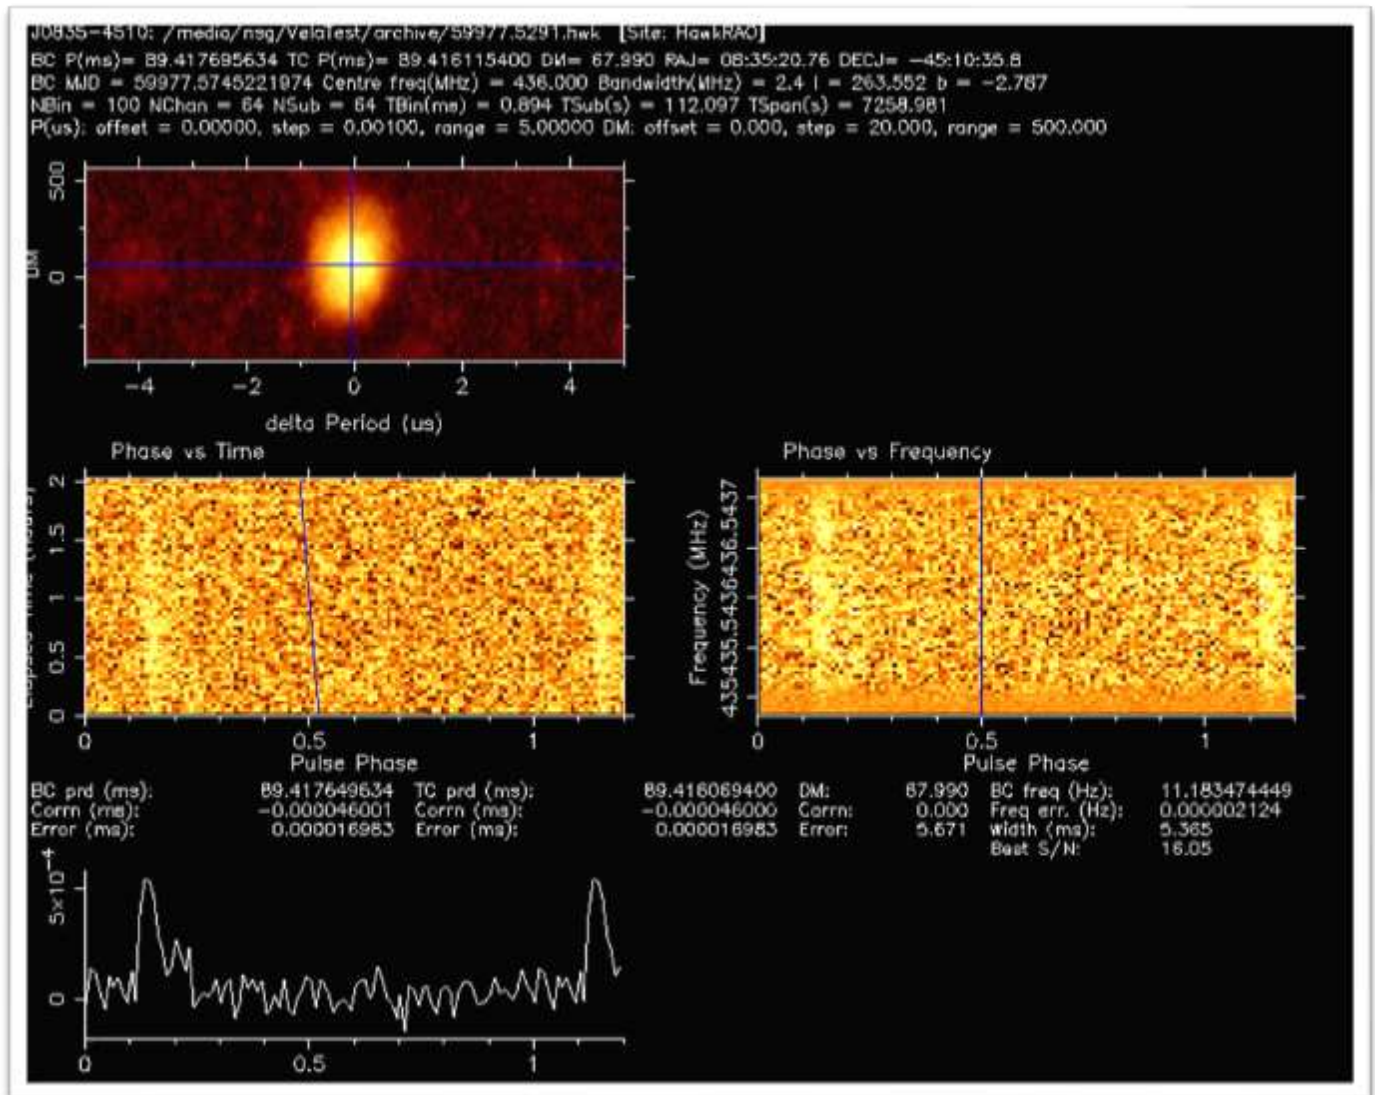 J0835-4510: /media/nsg/VelaTest/archive/59977.5291.hwk [Site: HawkRAO]
BC P(ms)= 89.417695634 TC P(ms)= 89.416115400 DM= 67.990 RAJ= 08:35:20.76 DECJ= -45:10:35.8
BC MJD = 59977.5745221974 Centre freq(MHz) = 436.000 Bandwidth(MHz) = 2.4 l = 263.552 b = -2.787
NBin = 100 NChan = 64 NSub = 64 TBin(ms) = 0.894 TSub(s) = 112.097 TSpan(s) = 7258.981
P(us): offset = 0.00000, step = 0.00100, range = 5.00000 DM: offset = 0.000, step = 20.000, range = 500.000
500
DM
0
-4 -2 0 2 4
delta Period (us)
Phase vs Time
2
1.5
1
0.5
0
0 0.5 1
Pulse Phase
Phase vs Frequency
Frequency (MHz)
435435.5436436.5437
0 0.5 1
Pulse Phase
BC prd (ms): 89.417649634 TC prd (ms): 89.416069400 DM: 67.990 BC freq (Hz): 11.183474449
Corrn (ms): -0.000046001 Corrn (ms): -0.000046000 Corrn: 0.000 Freq err. (Hz): 0.000002124
Error (ms): 0.000016983 Error (ms): 0.000016983 Error: 5.671 Width (ms): 5.365
Best S/N: 16.05
5×10-4
0
0 0.5 1